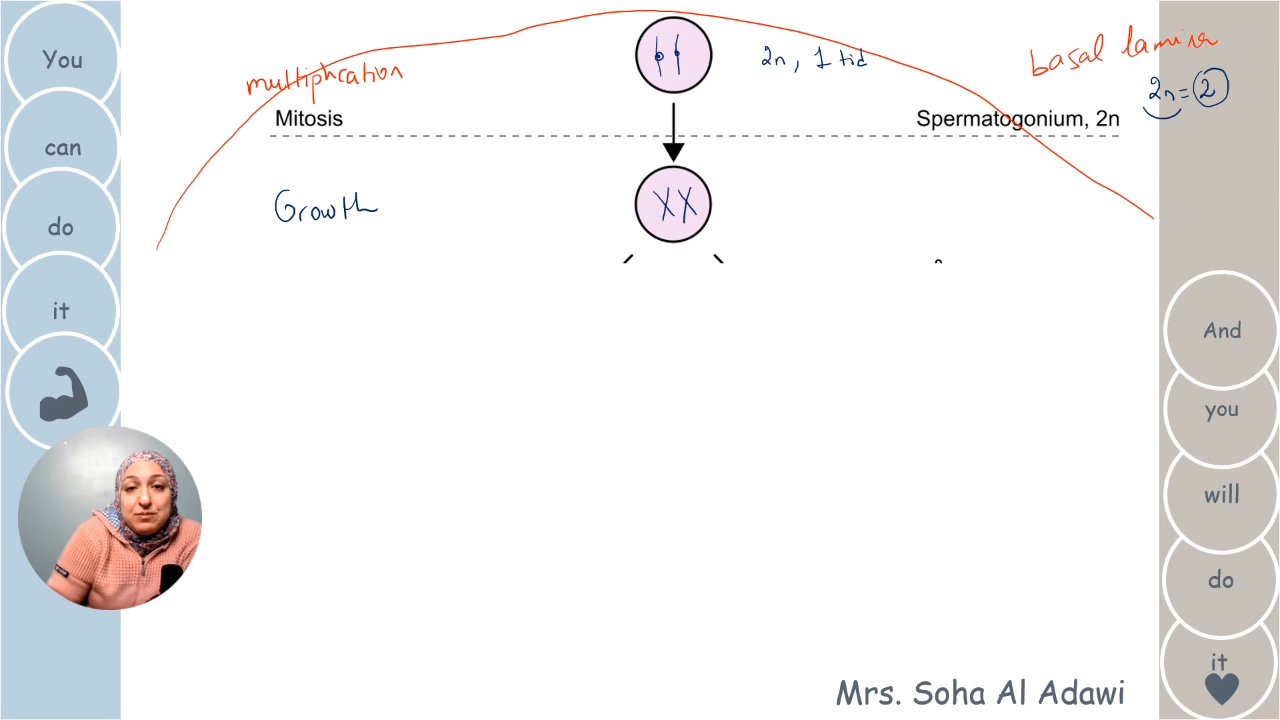 You
can
do
it
multiplication
2n, 1 tid
basal lamina
2n = 2
Mitosis
Spermatogonium, 2n
Growth
And
you
will
do
it
Mrs. Soha Al Adawi